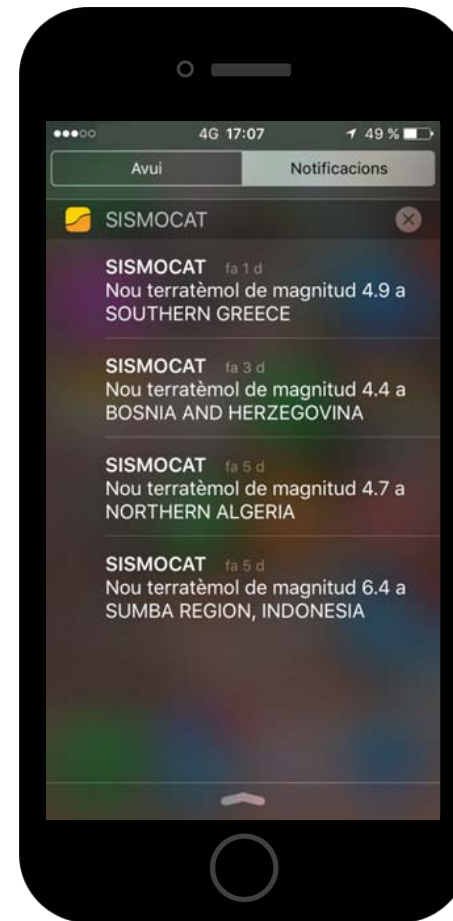 4G 17:07 49 %
Avui Notificacions
SISMOCAT
SISMOCAT fa 1 d
Nou terratèmol de magnitud 4.9 a
SOUTHERN GREECE
SISMOCAT fa 3 d
Nou terratèmol de magnitud 4.4 a
BOSNIA AND HERZEGOVINA
SISMOCAT fa 5 d
Nou terratèmol de magnitud 4.7 a
NORTHERN ALGERIA
SISMOCAT fa 5 d
Nou terratèmol de magnitud 6.4 a
SUMBA REGION, INDONESIA